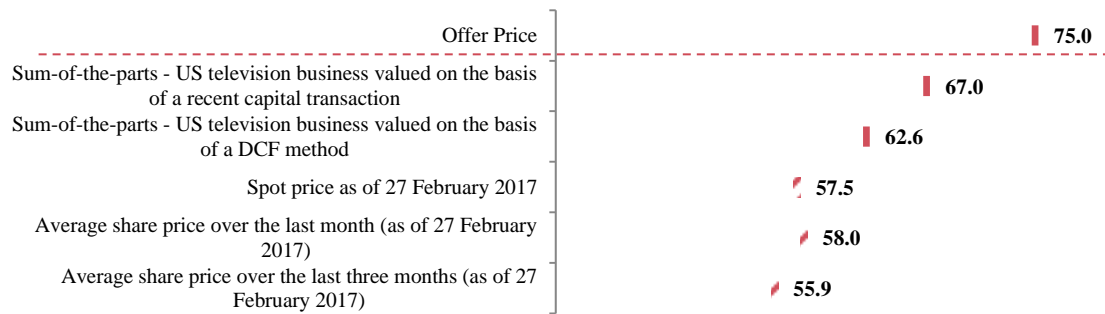 Offer Price 75.0
Sum-of-the-parts - US television business valued on the basis
of a recent capital transaction 67.0
Sum-of-the-parts - US television business valued on the basis
of a DCF method 62.6
Spot price as of 27 February 2017 57.5
Average share price over the last month (as of 27 February
2017) 58.0
Average share price over the last three months (as of 27
February 2017) 55.9